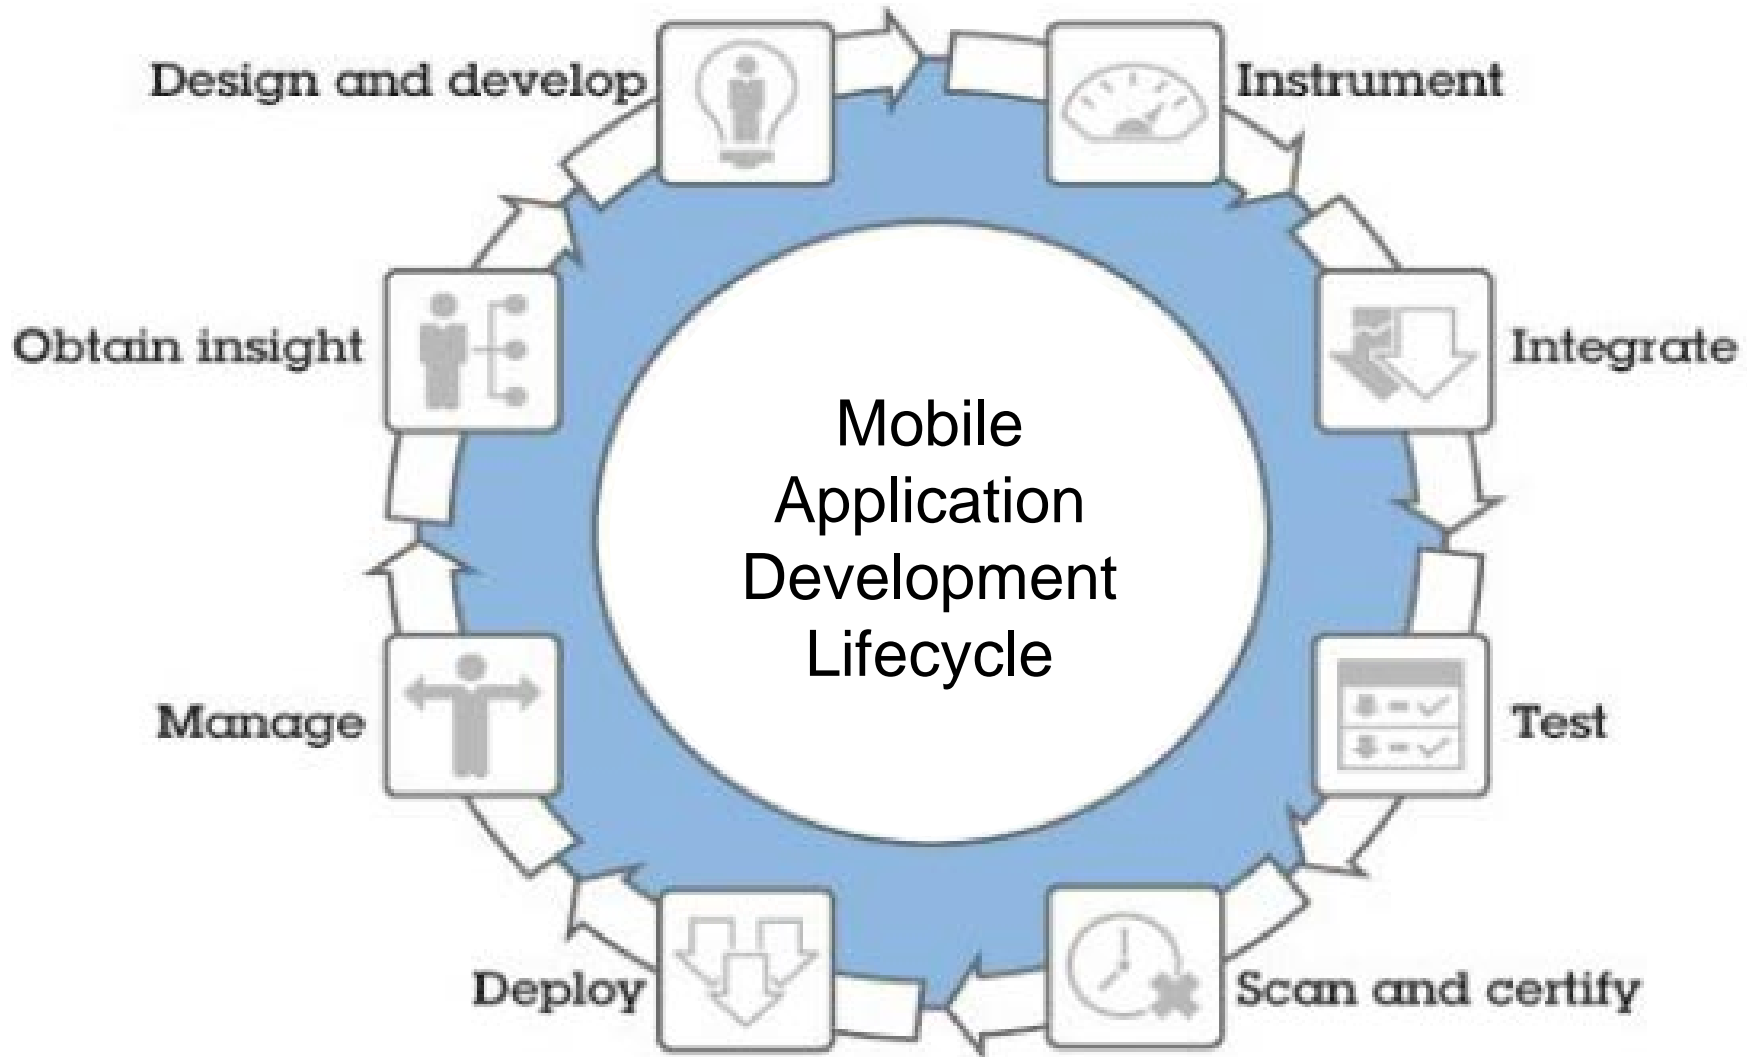 Design and develop
Instrument
Obtain insight
Integrate
Mobile
Application
Development
Lifecycle
Manage
Test
Deploy
Scan and certify